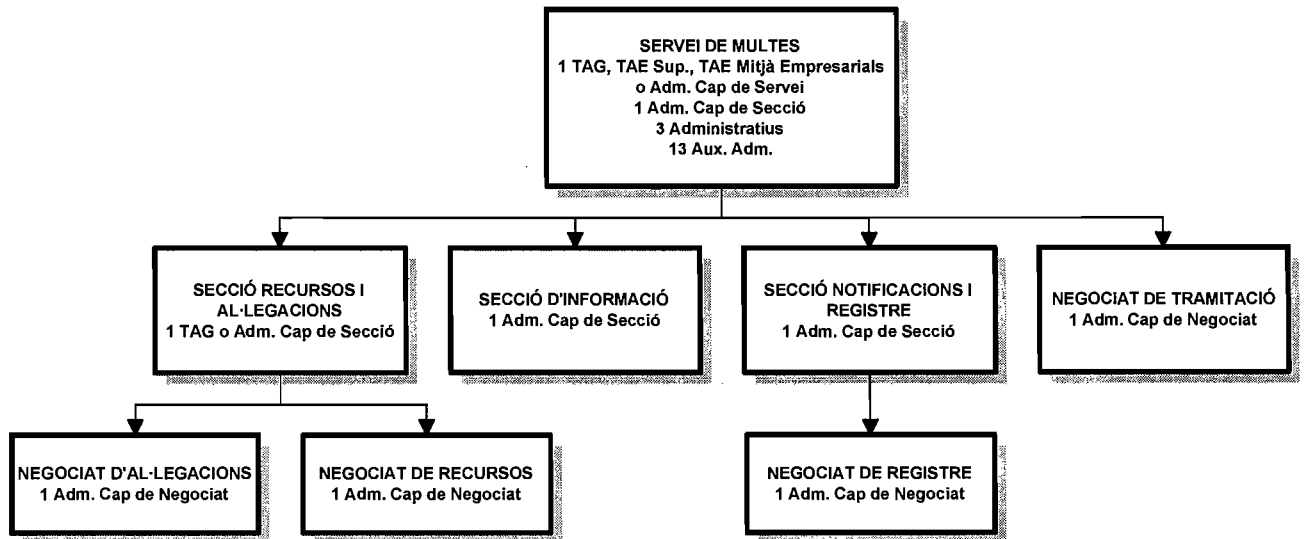 SERVEI DE MULTES
1 TAG, TAE Sup., TAE Mitjà Empresarials
o Adm. Cap de Servei
1 Adm. Cap de Secció
3 Administratius
13 Aux. Adm.
SECCIÓ RECURSOS I
AL·LEGACIONS
1 TAG o Adm. Cap de Secció
SECCIÓ D'INFORMACIÓ
1 Adm. Cap de Secció
SECCIÓ NOTIFICACIONS I
REGISTRE
1 Adm. Cap de Secció
NEGOCIAT DE TRAMITACIÓ
1 Adm. Cap de Negociat
NEGOCIAT D'AL·LEGACIONS
1 Adm. Cap de Negociat
NEGOCIAT DE RECURSOS
1 Adm. Cap de Negociat
NEGOCIAT DE REGISTRE
1 Adm. Cap de Negociat